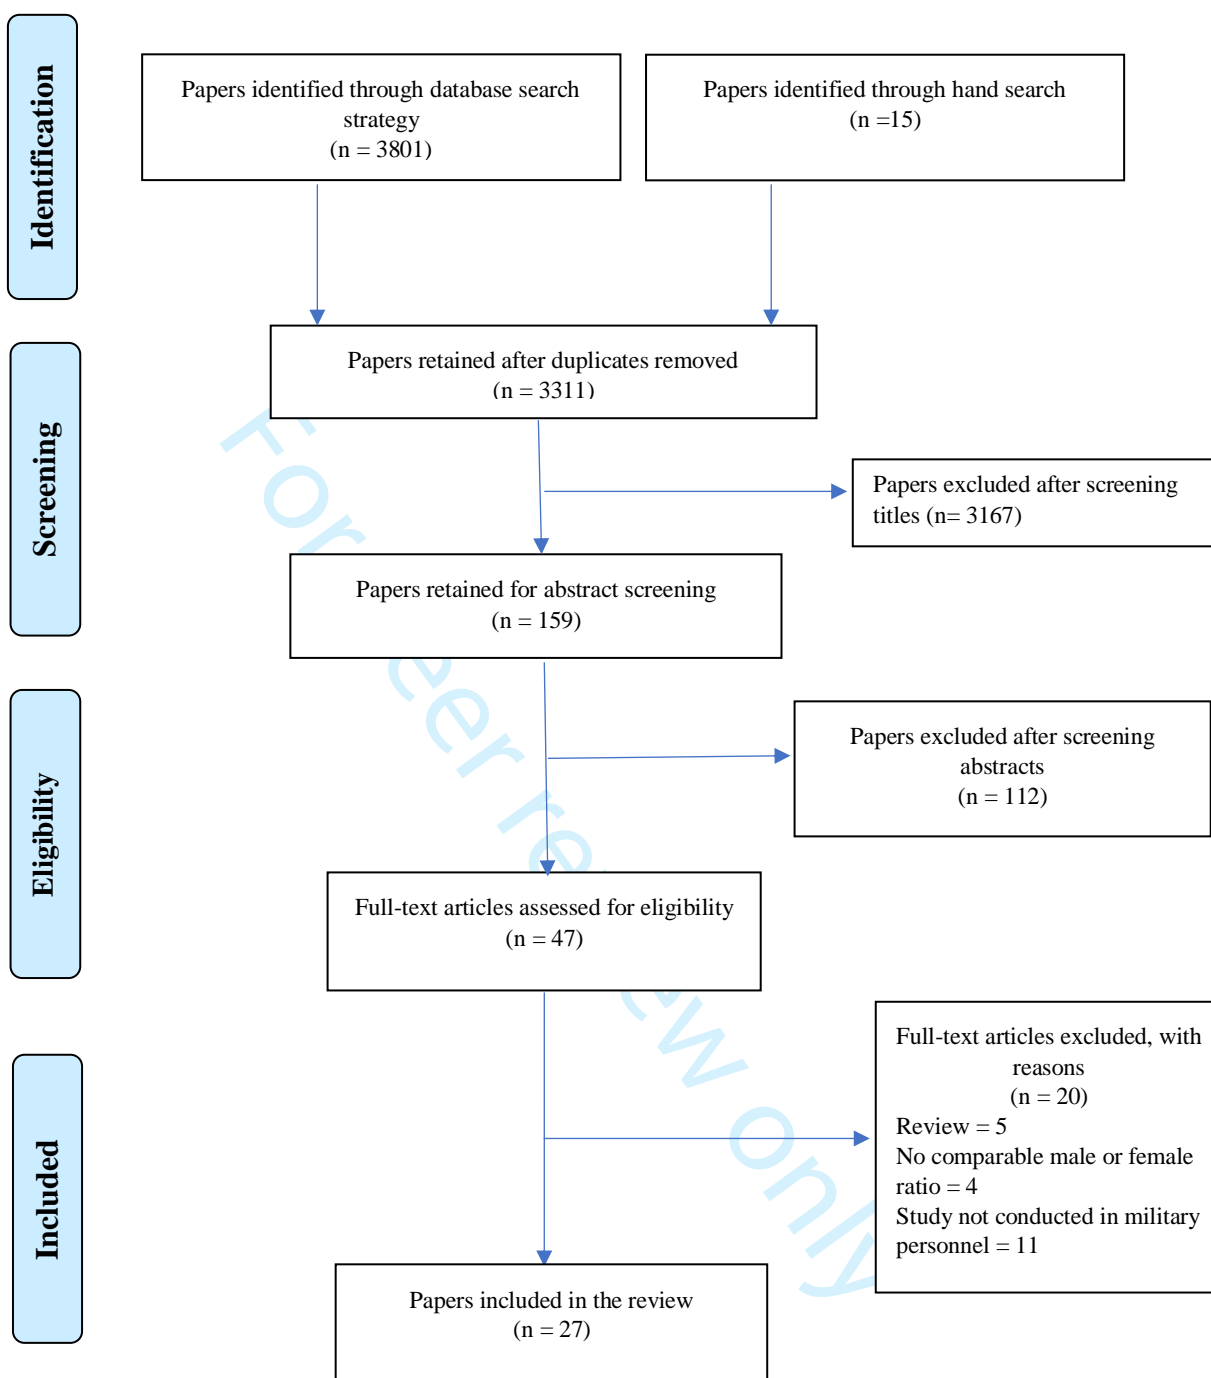 Identification
Papers identified through database search
strategy
(n = 3801)
Papers identified through hand search
(n =15)
Screening
Papers retained after duplicates removed
(n = 3311)
Papers excluded after screening
titles (n= 3167)
Papers retained for abstract screening
(n = 159)
Eligibility
Papers excluded after screening
abstracts
(n = 112)
Full-text articles assessed for eligibility
(n = 47)
Included
Full-text articles excluded, with
reasons
(n = 20)
Review = 5
No comparable male or female
ratio = 4
Study not conducted in military
personnel = 11
Papers included in the review
(n = 27)
For peer review only